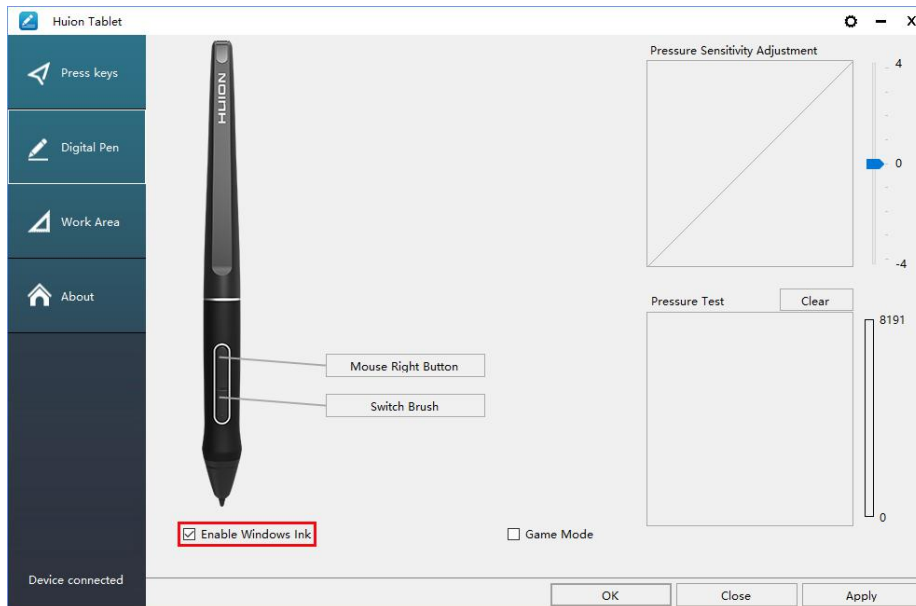 Huion Tablet
X
Press keys
Digital Pen
Work Area
About
Device connected
HUION
Mouse Right Button
Switch Brush
Enable Windows Ink
Game Mode
Pressure Sensitivity Adjustment
4
0
-4
Pressure Test
Clear
8191
0
OK
Close
Apply